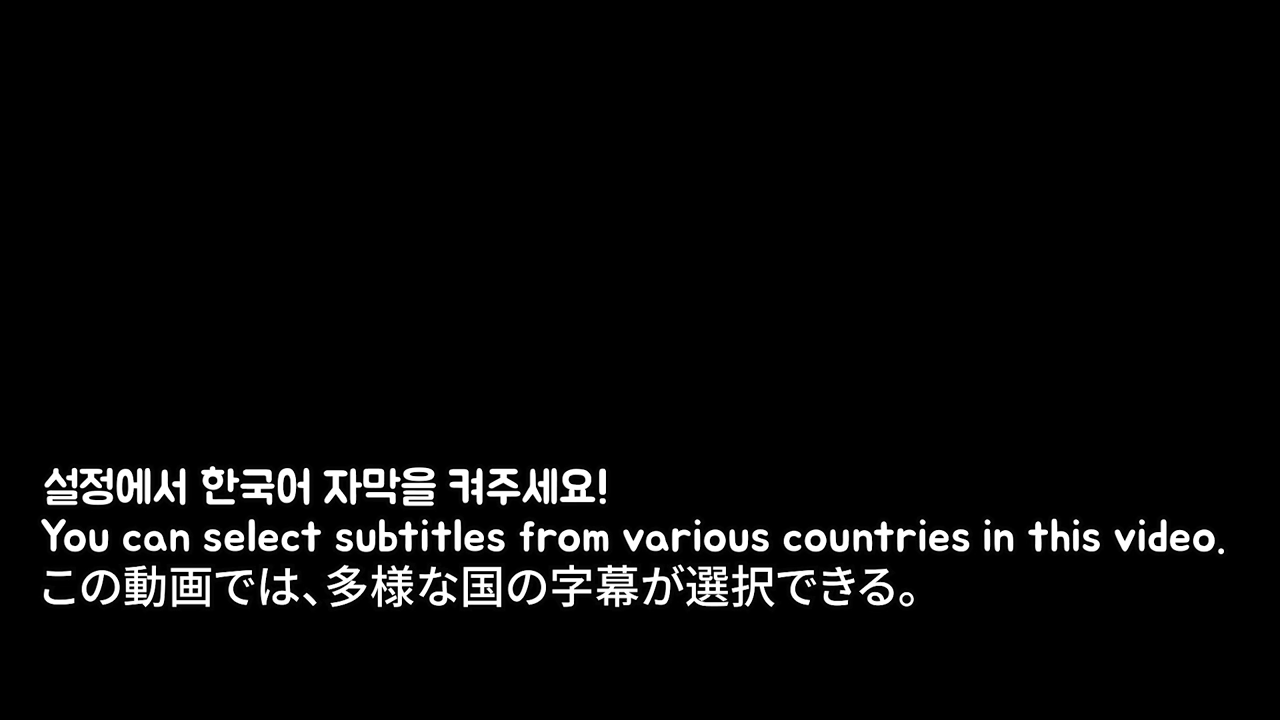 설정에서 한국어 자막을 켜주세요!
You can select subtitles from various countries in this video.
この動画では、多様な国の字幕が選択できる。